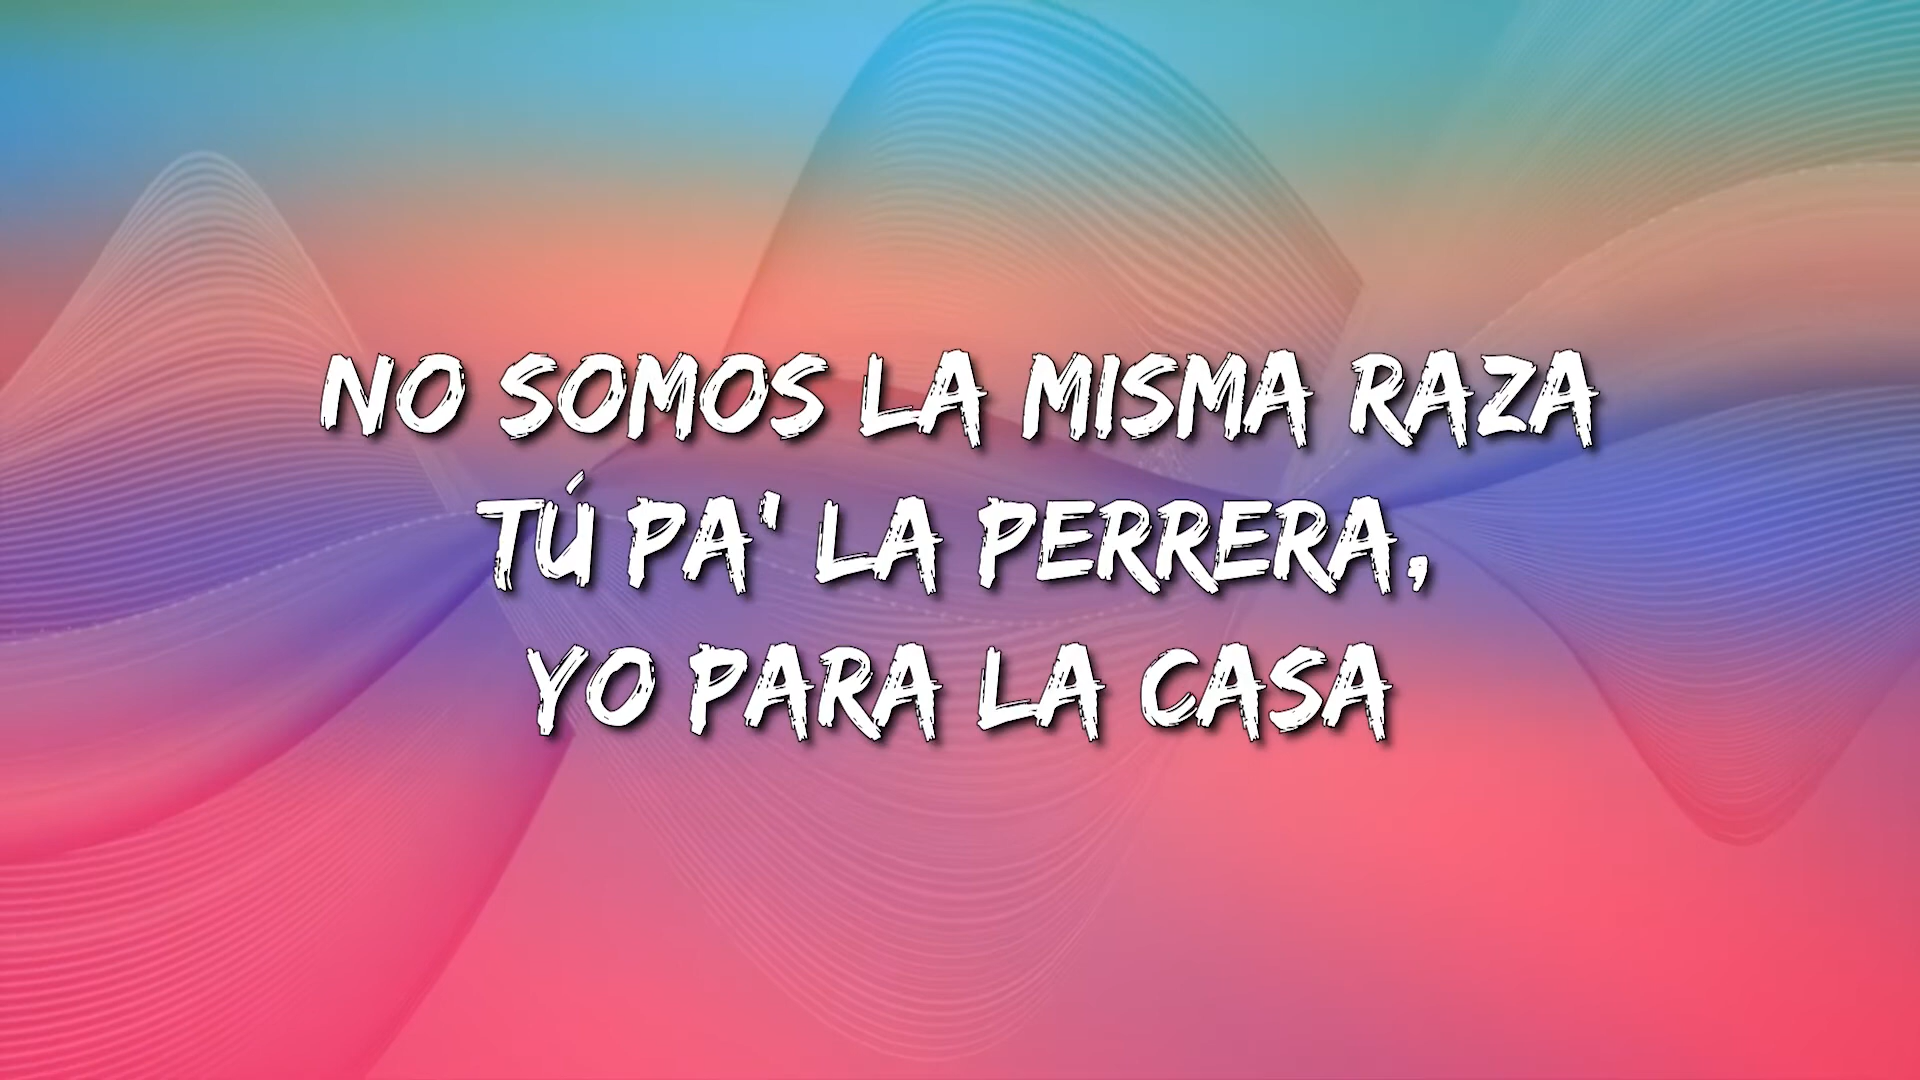 NO SOMOS LA MISMA RAZA
TÚ PA' LA PERRERA,
YO PARA LA CASA